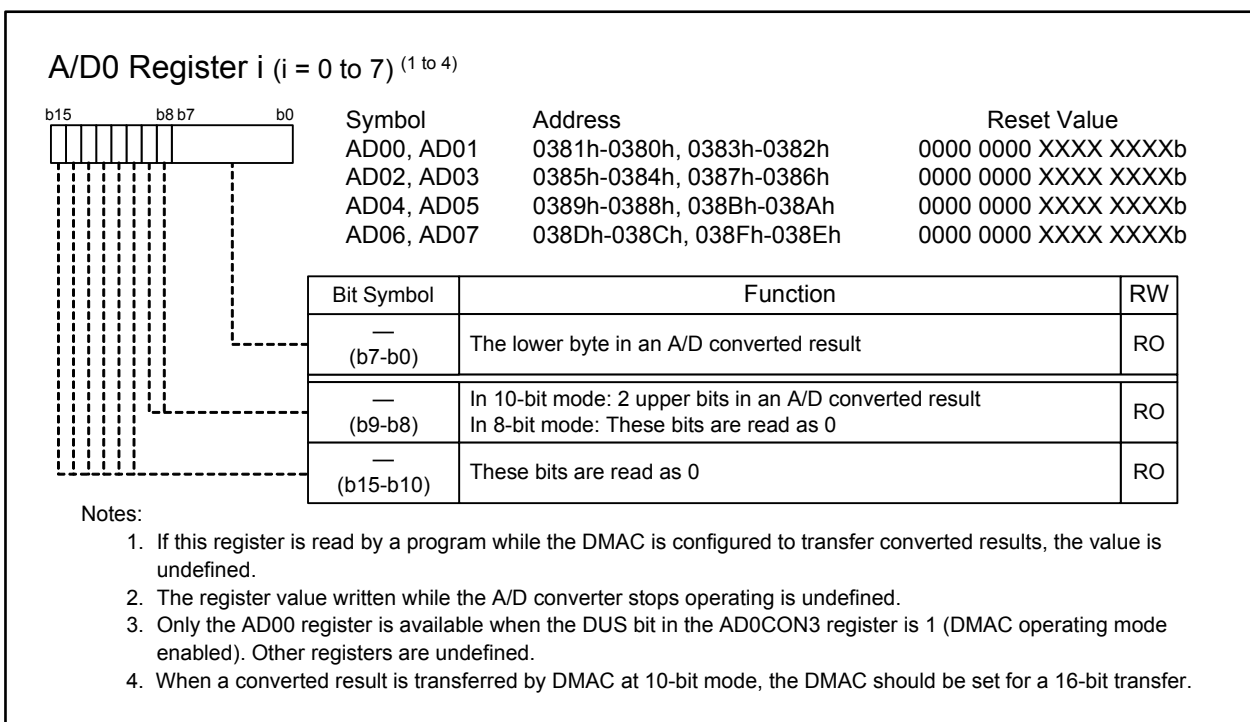 A/D0 Register i (i = 0 to 7) (1 to 4)
b15 b8 b7 b0
Symbol Address Reset Value
AD00, AD01 0381h-0380h, 0383h-0382h 0000 0000 XXXX XXXXb
AD02, AD03 0385h-0384h, 0387h-0386h 0000 0000 XXXX XXXXb
AD04, AD05 0389h-0388h, 038Bh-038Ah 0000 0000 XXXX XXXXb
AD06, AD07 038Dh-038Ch, 038Fh-038Eh 0000 0000 XXXX XXXXb
Bit Symbol Function RW
—
(b7-b0) The lower byte in an A/D converted result RO
—
(b9-b8)
In 10-bit mode: 2 upper bits in an A/D converted result
In 8-bit mode: These bits are read as 0
RO
—
(b15-b10) These bits are read as 0 RO
Notes:
1. If this register is read by a program while the DMAC is configured to transfer converted results, the value is
undefined.
2. The register value written while the A/D converter stops operating is undefined.
3. Only the AD00 register is available when the DUS bit in the AD0CON3 register is 1 (DMAC operating mode
enabled). Other registers are undefined.
4. When a converted result is transferred by DMAC at 10-bit mode, the DMAC should be set for a 16-bit transfer.